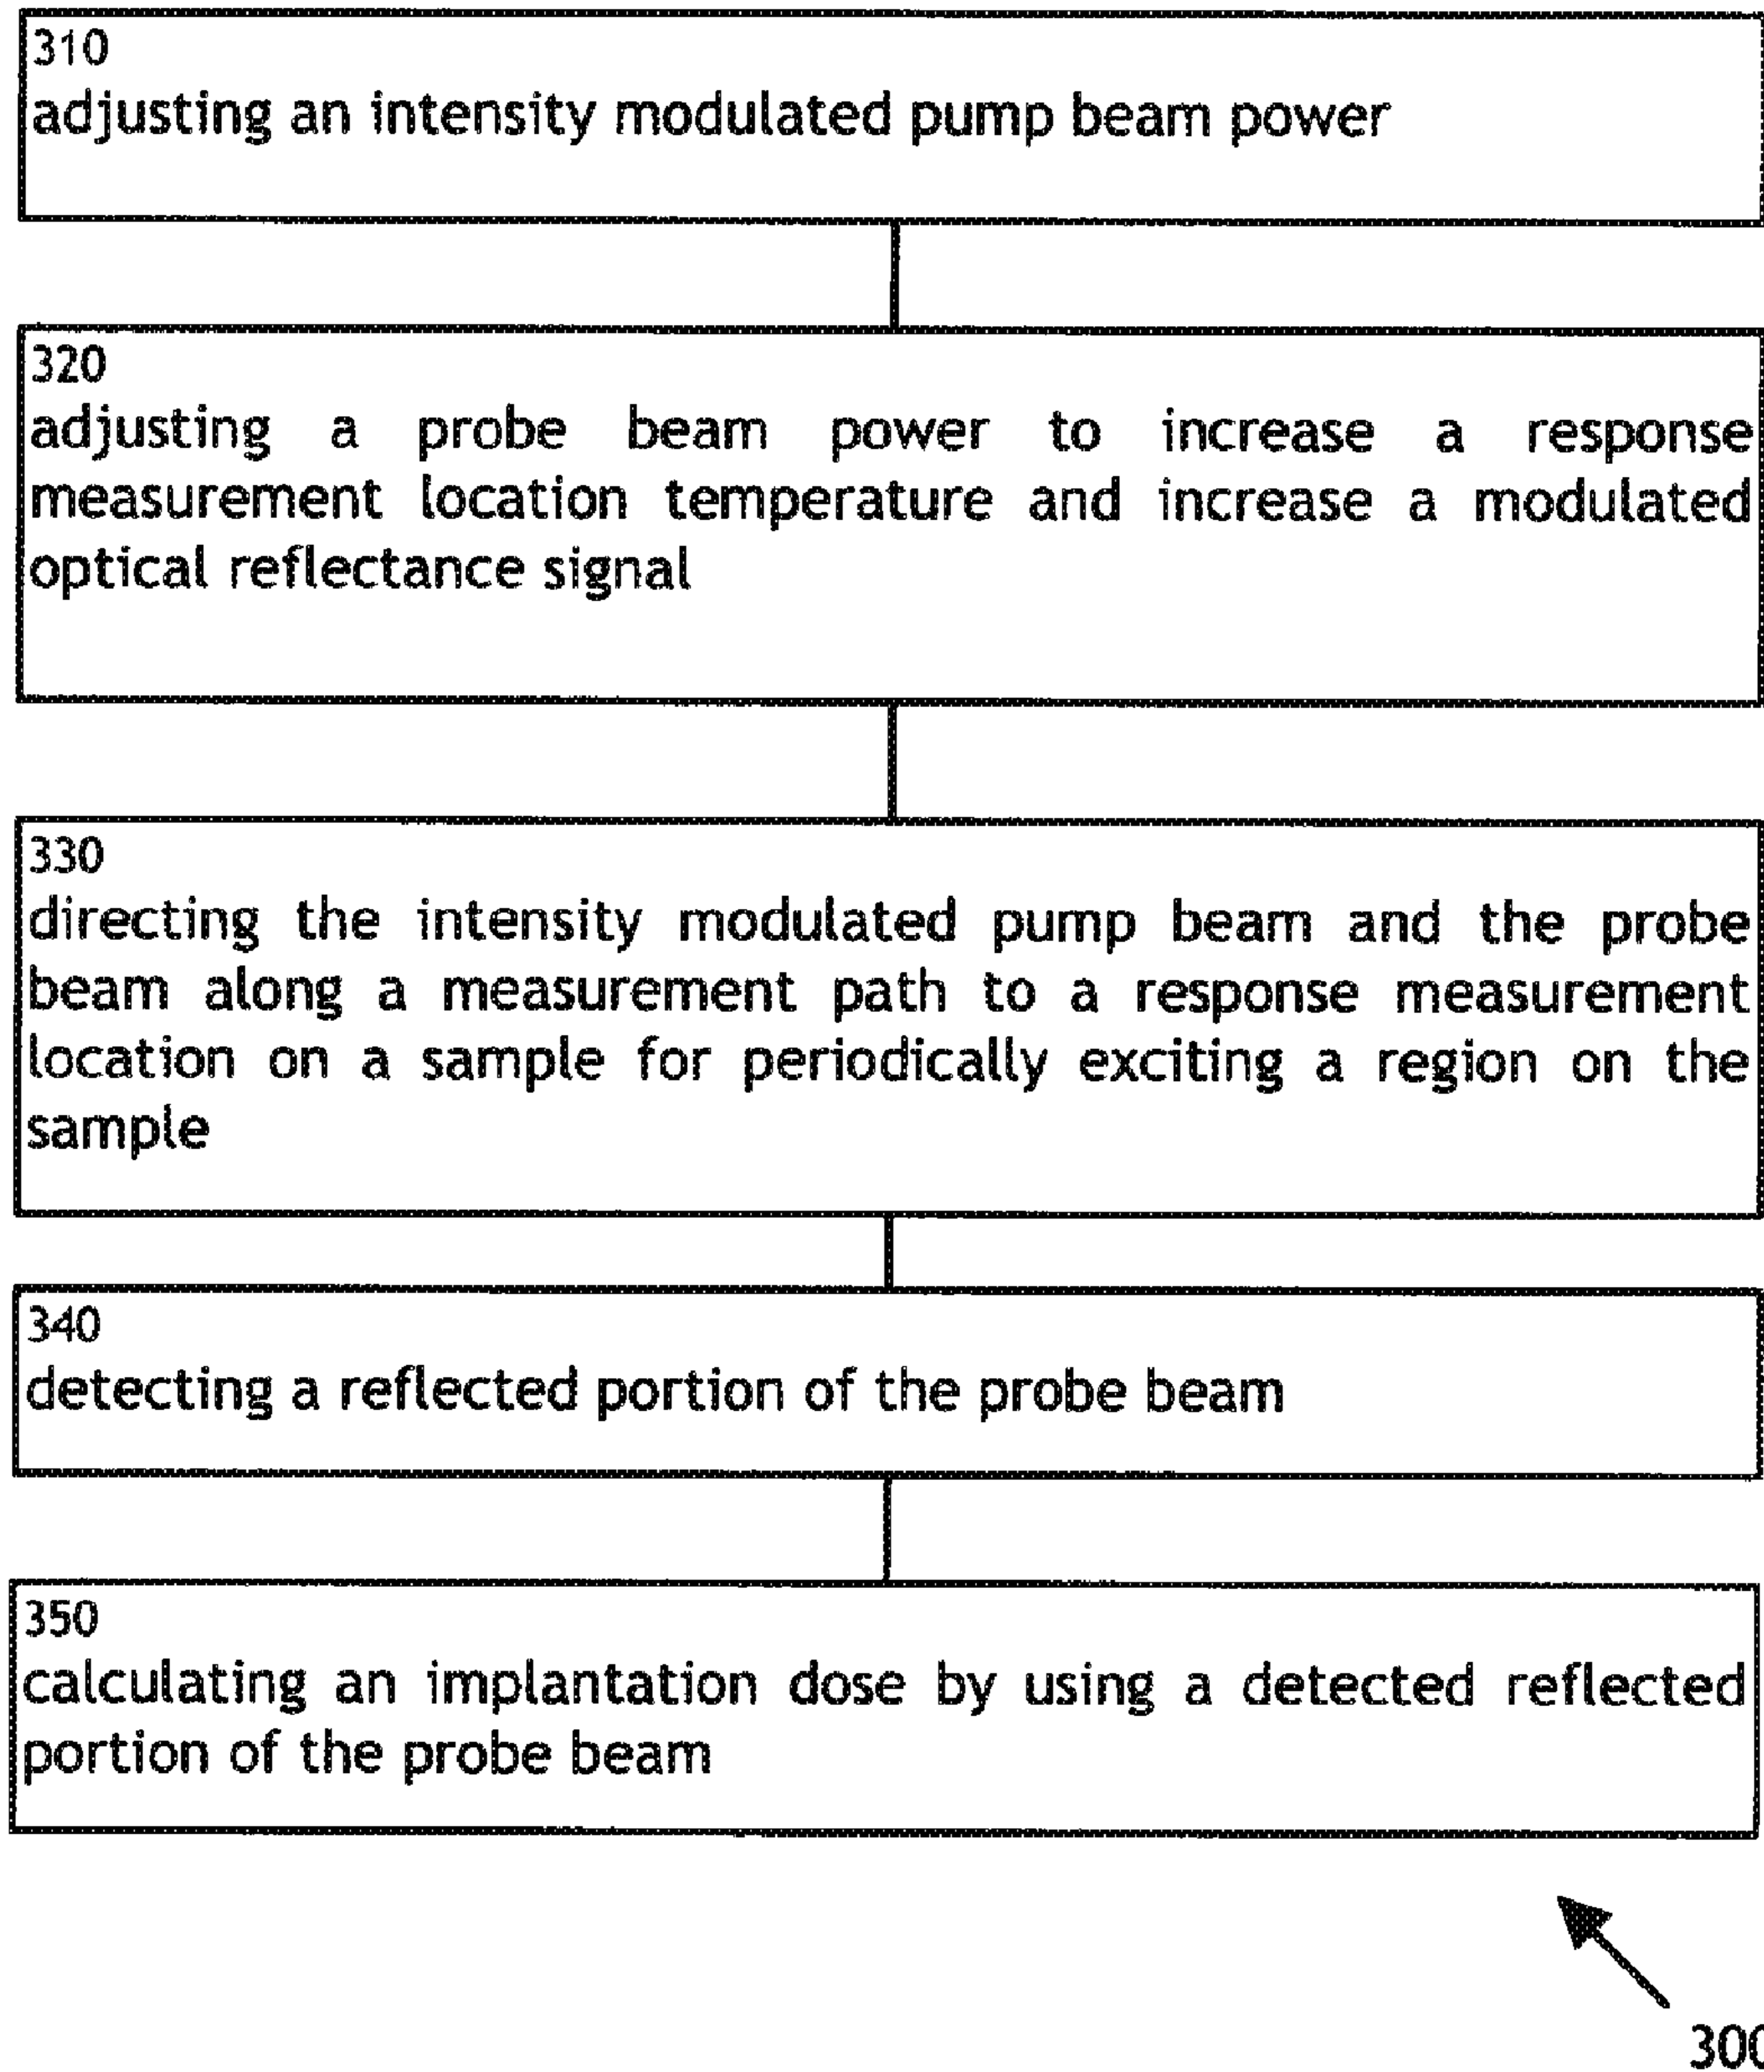 310
adjusting an intensity modulated pump beam power
320
adjusting a probe beam power to increase a response
measurement location temperature and increase a modulated
optical reflectance signal
330
directing the intensity modulated pump beam and the probe
beam along a measurement path to a response measurement
location on a sample for periodically exciting a region on the
sample
340
detecting a reflected portion of the probe beam
350
calculating an implantation dose by using a detected reflected
portion of the probe beam
300